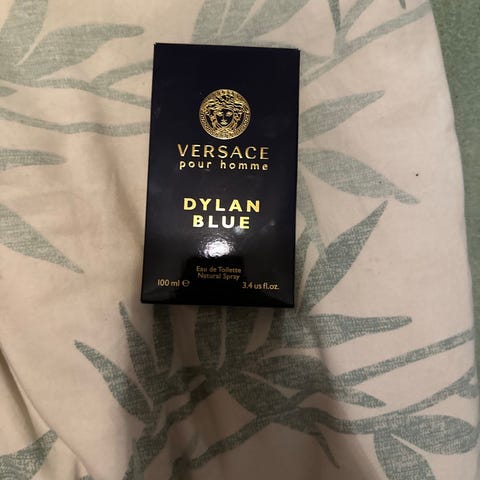 VERSACE
pour homme
DYLAN
BLUE
Eau de Toilette
Natural Spray
100 ml ℮ 3.4 us fl.oz.